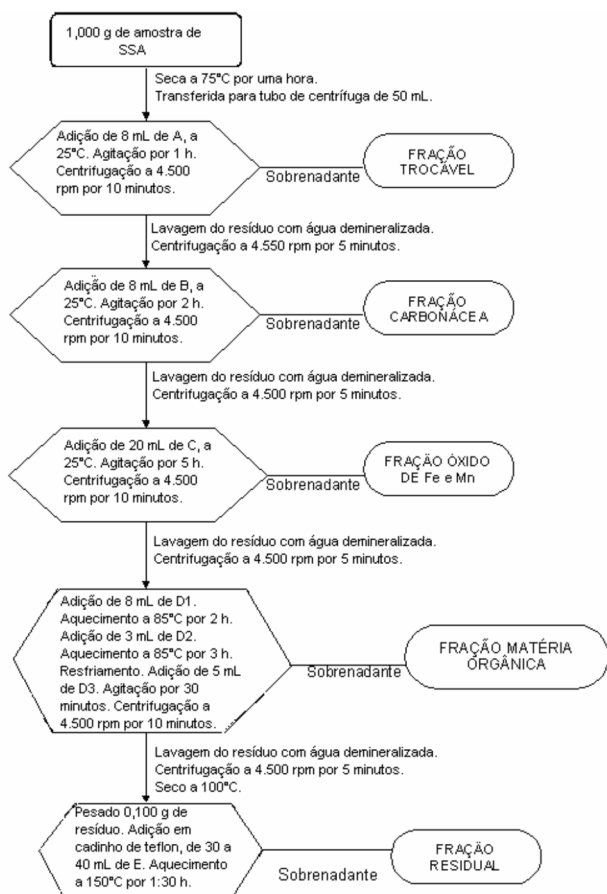 1,000 g de amostra de
SSA
Seca a 75°C por uma hora.
Transferida para tubo de centrífuga de 50 mL.
Adição de 8 mL de A, a
25°C. Agitação por 1 h.
Centrifugação a 4.500
rpm por 10 minutos.
Sobrenadante
FRAÇÃO
TROCÁVEL
Lavagem do resíduo com água demineralizada.
Centrifugação a 4.550 rpm por 5 minutos.
Adição de 8 mL de B, a
25°C. Agitação por 2 h.
Centrifugação a 4.500
rpm por 10 minutos.
Sobrenadante
FRAÇÃO
CARBONÁCEA
Lavagem do resíduo com água demineralizada.
Centrifugação a 4.500 rpm por 5 minutos.
Adição de 20 mL de C, a
25°C. Agitação por 5 h.
Centrifugação a 4.500
rpm por 10 minutos.
Sobrenadante
FRAÇÃO ÓXIDO
DE Fe e Mn
Lavagem do resíduo com água demineralizada.
Centrifugação a 4.500 rpm por 5 minutos.
Adição de 8 mL de D1.
Aquecimento a 85°C por 2 h.
Adição de 3 mL de D2.
Aquecimento a 85°C por 3 h.
Resfriamento. Adição de 5 mL
de D3. Agitação por 30
minutos. Centrifugação a
4.500 rpm por 10 minutos.
Sobrenadante
FRAÇÃO MATÉRIA
ORGÂNICA
Lavagem do resíduo com água demineralizada.
Centrifugação a 4.500 rpm por 5 minutos.
Seco a 100°C.
Pesado 0,100 g de
resíduo. Adição em
cadinho de teflon, de 30 a
40 mL de E. Aquecimento
a 150°C por 1:30 h.
Sobrenadante
FRAÇÃO
RESIDUAL